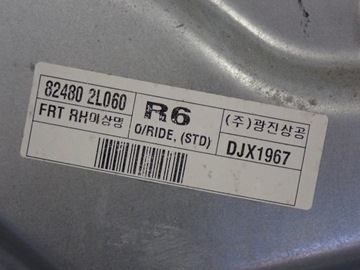 82480 2L060
FRT RH이상명
R6
O/RIDE, (STD)
(주)광진상공
DJX1967